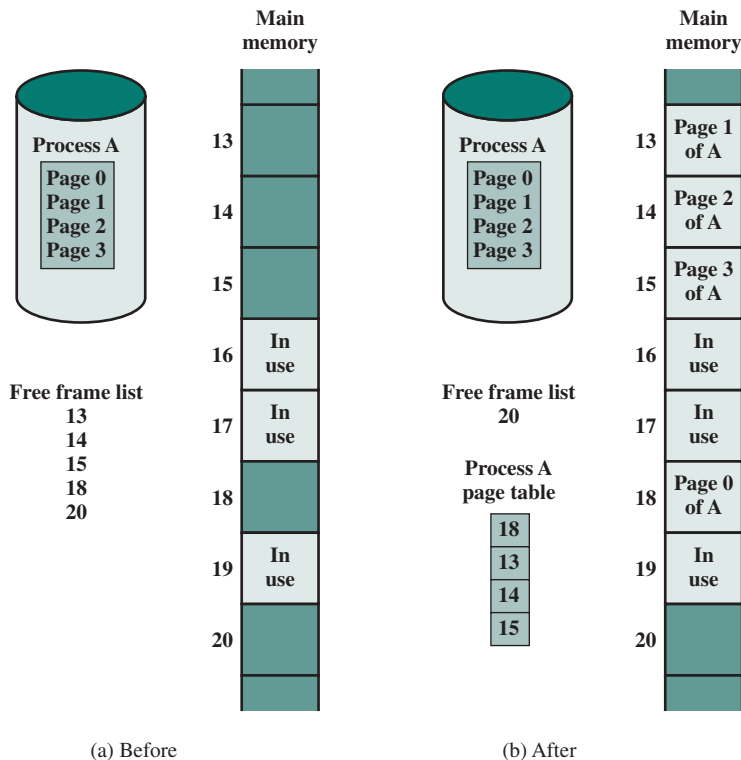 Main
memory
Process A
Page 0
Page 1
Page 2
Page 3
Free frame list
13
14
15
18
20
13
14
15
16
In
use
17
In
use
18
19
In
use
20
(a) Before
Main
memory
Process A
Page 0
Page 1
Page 2
Page 3
Free frame list
20
Process A
page table
18
13
14
15
13
Page 1
of A
14
Page 2
of A
15
Page 3
of A
16
In
use
17
In
use
18
Page 0
of A
19
In
use
20
(b) After